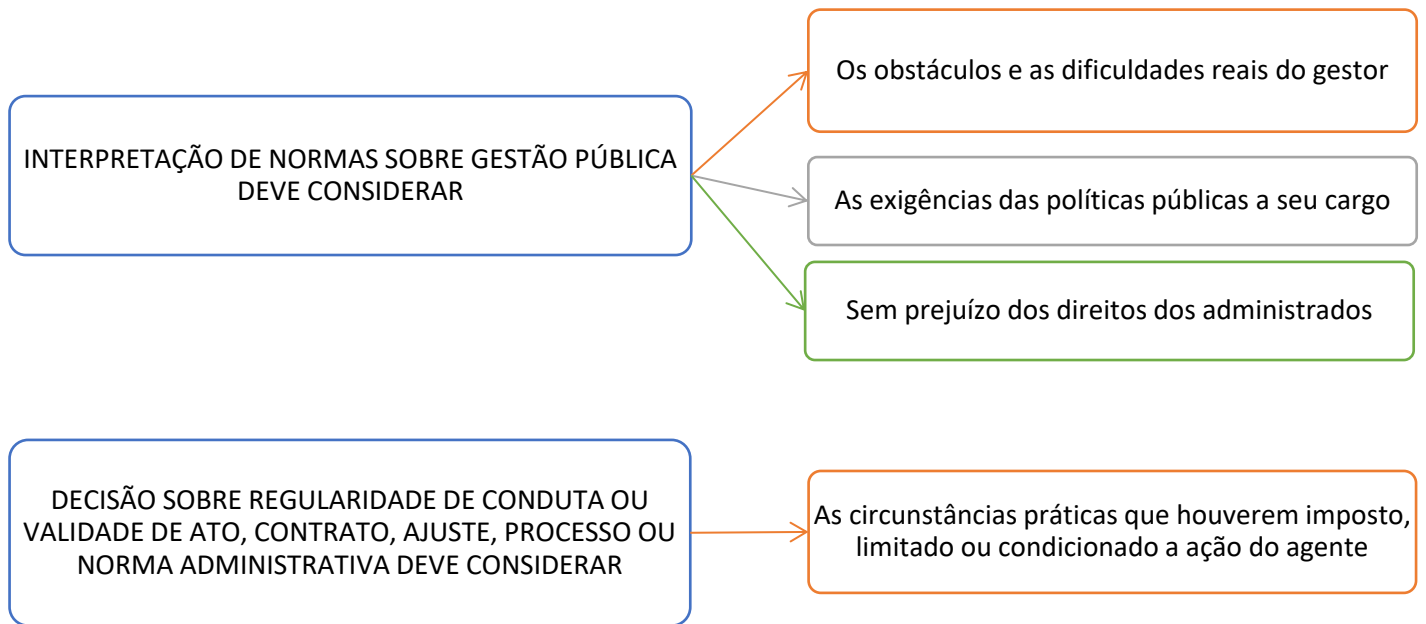 INTERPRETAÇÃO DE NORMAS SOBRE GESTÃO PÚBLICA
DEVE CONSIDERAR
Os obstáculos e as dificuldades reais do gestor
As exigências das políticas públicas a seu cargo
Sem prejuízo dos direitos dos administrados
DECISÃO SOBRE REGULARIDADE DE CONDUTA OU
VALIDADE DE ATO, CONTRATO, AJUSTE, PROCESSO OU
NORMA ADMINISTRATIVA DEVE CONSIDERAR
As circunstâncias práticas que houverem imposto,
limitado ou condicionado a ação do agente